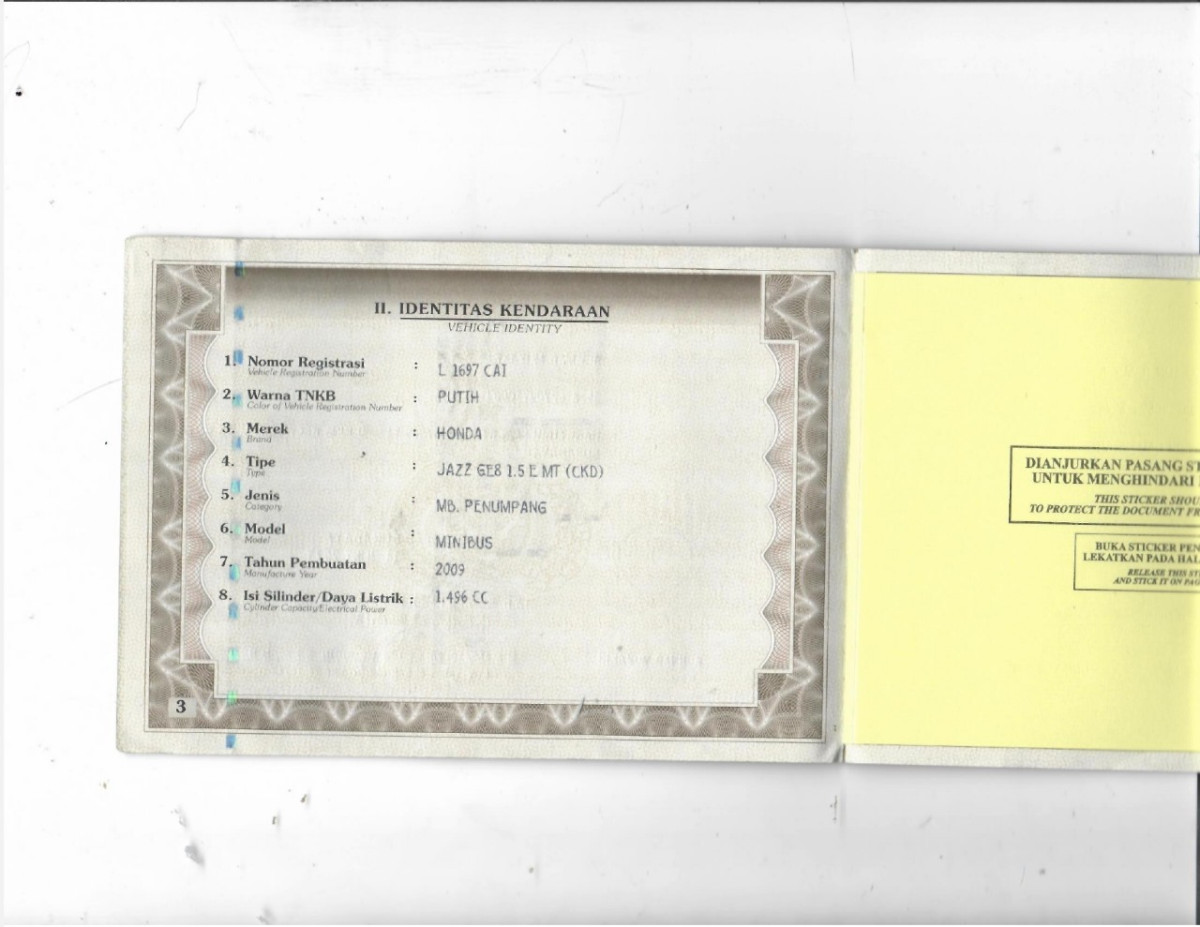 II. IDENTITAS KENDARAAN
VEHICLE IDENTITY
1. Nomor Registrasi : L 1697 CAI
Vehicle Registration Number
2. Warna TNKB : PUTIH
Color of Vehicle Registration Number
3. Merek : HONDA
Brand
4. Tipe : JAZZ GE8 1.5 E MT (CKD)
Type
5. Jenis : MB. PENUMPANG
Category
6. Model : MINIBUS
Model
7. Tahun Pembuatan : 2009
Manufacture Year
8. Isi Silinder/Daya Listrik : 1.496 CC
Cylinder Capacity/Electrical Power
3
DIANJURKAN PASANG
UNTUK MENGHINDARI
THIS STICKER
TO PROTECT THE DOCUMENT
BUKA STICKER
LEKATKAN PADA
RELEASE THIS
AND STICK IT ON